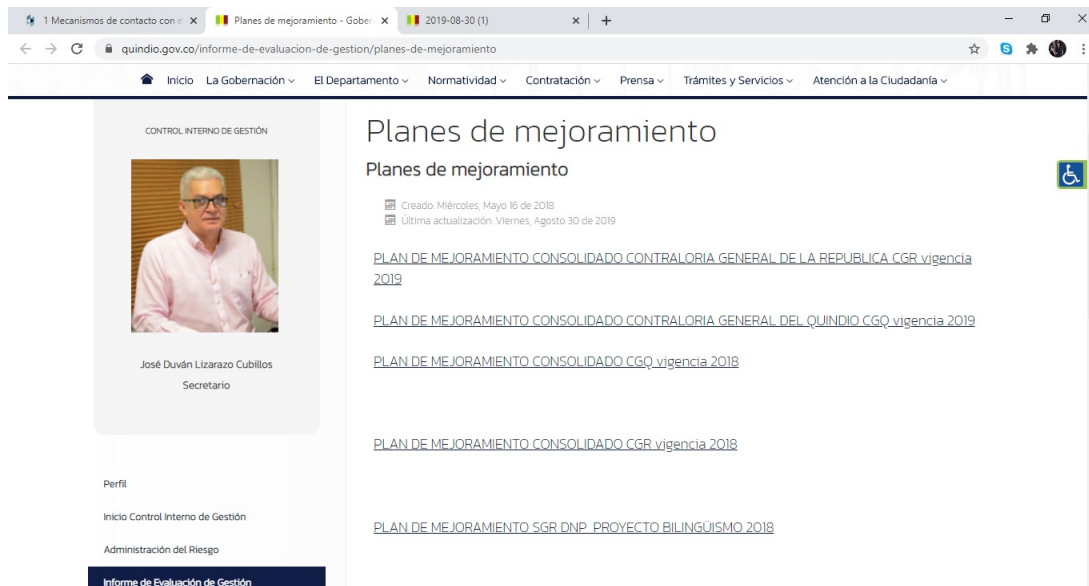 1 Mecanismos de contacto con e
Planes de mejoramiento - Gober
2019-08-30 (1)
quindio.gov.co/informe-de-evaluacion-de-gestion/planes-de-mejoramiento
Inicio La Gobernación El Departamento Normatividad Contratación Prensa Trámites y Servicios Atención a la Ciudadanía
CONTROL INTERNO DE GESTIÓN
José Duván Lizarazo Cubillos
Secretario
Perfil
Inicio Control Interno de Gestión
Administración del Riesgo
Informe de Evaluación de Gestión
Planes de mejoramiento
Planes de mejoramiento
Creado: Miércoles, Mayo 16 de 2018
Última actualización: Viernes, Agosto 30 de 2019
PLAN DE MEJORAMIENTO CONSOLIDADO CONTRALORIA GENERAL DE LA REPUBLICA CGR vigencia
2019
PLAN DE MEJORAMIENTO CONSOLIDADO CONTRALORIA GENERAL DEL QUINDIO CGQ vigencia 2019
PLAN DE MEJORAMIENTO CONSOLIDADO CGQ vigencia 2018
PLAN DE MEJORAMIENTO CONSOLIDADO CGR vigencia 2018
PLAN DE MEJORAMIENTO SGR DNP PROYECTO BILINGÜISMO 2018